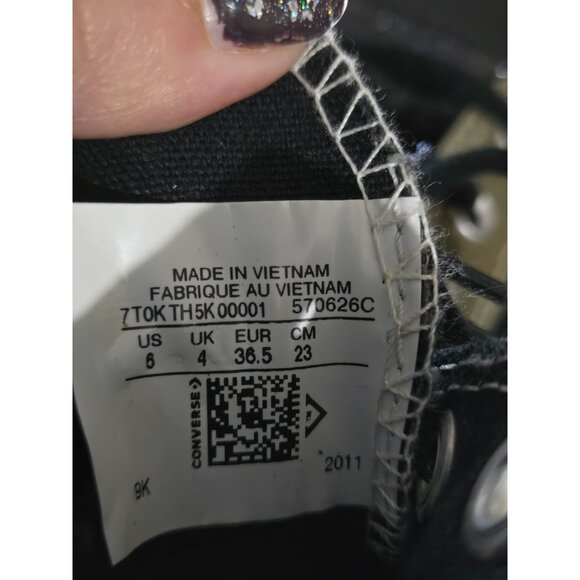 MADE IN VIETNAM
FABRIQUE AU VIETNAM
7T0KTH5K00001 570626C
US UK EUR CM
6 4 36.5 23
CONVERSE
TM
2011
9K